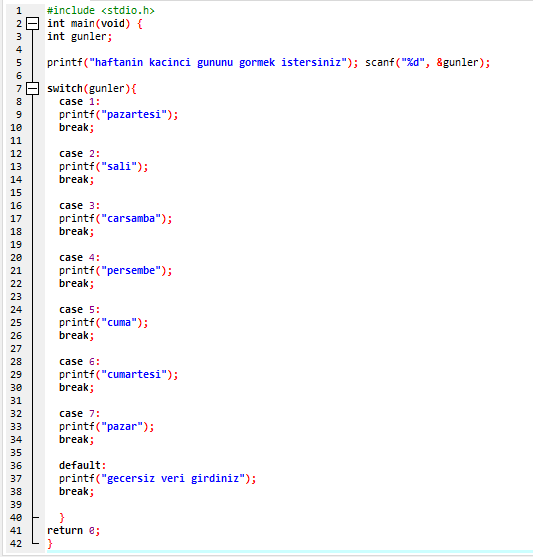 1 #include <stdio.h>
2 int main(void) {
3 int gunler;
4
5 printf("haftanin kacinci gununu gormek istersiniz"); scanf("%d", &gunler);
6
7 switch(gunler){
8 case 1:
9 printf("pazartesi");
10 break;
11
12 case 2:
13 printf("sali");
14 break;
15
16 case 3:
17 printf("carsamba");
18 break;
19
20 case 4:
21 printf("persembe");
22 break;
23
24 case 5:
25 printf("cuma");
26 break;
27
28 case 6:
29 printf("cumartesi");
30 break;
31
32 case 7:
33 printf("pazar");
34 break;
35
36 default:
37 printf("gecersiz veri girdiniz");
38 break;
39
40 }
41 return 0;
42 }